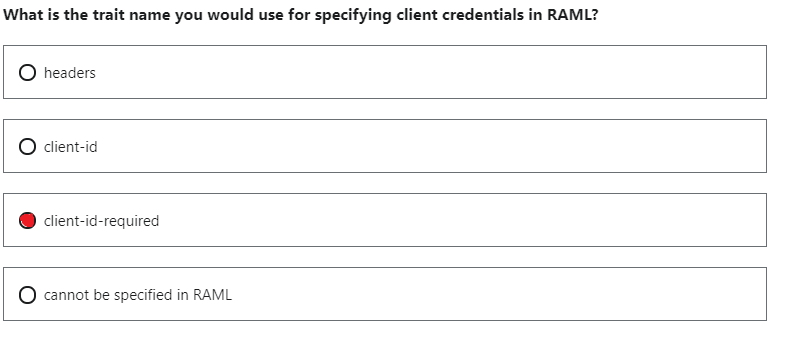 What is the trait name you would use for specifying client credentials in RAML?
headers
client-id
client-id-required
cannot be specified in RAML